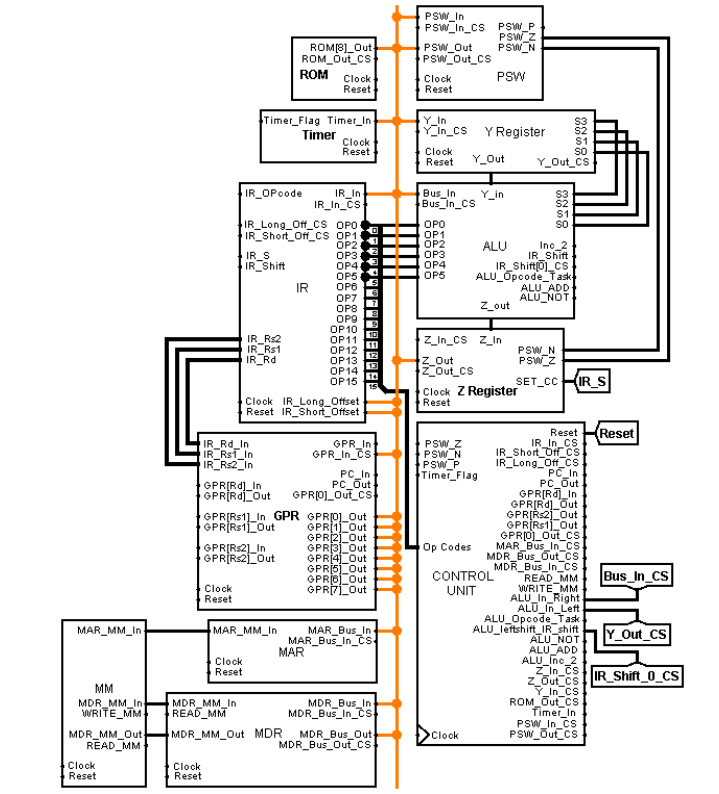 PSW_In
PSW_In_CS
PSW_P
PSW_Z
PSW_Out
PSW_N
PSW_Out_CS
PSW
Clock
Reset
ROM[8]_Out
ROM_Out_CS
ROM
Clock
Reset
Timer_Flag
Timer_In
Timer
Clock
Reset
Y_In
Y_In_CS
Y Register
S3
S2
S1
S0
Clock
Reset
Y_Out
Y_Out_CS
IR_OPcode
IR_In
IR_In_CS
IR_Long_Off_CS
IR_Short_Off_CS
IR_S
IR_Shift
IR
OP0
OP1
OP2
OP3
OP4
OP5
OP6
OP7
OP8
OP9
OP10
OP11
OP12
OP13
OP14
OP15
0
5
6
7
8
9
10
11
12
13
14
15
IR_Rs2
IR_Rs1
IR_Rd
Clock
Reset
IR_Long_Offset
IR_Short_Offset
Bus_In
Bus_In_CS
Y_in
S3
S2
S1
S0
OP0
OP1
OP2
OP3
OP4
OP5
ALU
Inc_2
IR_Shift
IR_Shift[0]_CS
ALU_Opcode_Task
ALU_ADD
ALU_NOT
Z_out
Z_In_CS
Z_In
Z_Out
Z_Out_CS
PSW_N
PSW_Z
SET_CC
IR_S
Clock
Reset
Z Register
IR_Rd_In
IR_Rs1_In
IR_Rs2_In
GPR_In
GPR_In_CS
PC_In
PC_Out
GPR[0]_Out_CS
GPR[Rd]_In
GPR[Rd]_Out
GPR[Rs1]_In
GPR[Rs1]_Out
GPR[Rs2]_In
GPR[Rs2]_Out
GPR
GPR[0]_Out
GPR[1]_Out
GPR[2]_Out
GPR[3]_Out
GPR[4]_Out
GPR[5]_Out
GPR[6]_Out
GPR[7]_Out
Clock
Reset
PSW_Z
PSW_N
PSW_P
Timer_Flag
Op Codes
CONTROL
UNIT
Clock
Reset
Reset
IR_In_CS
IR_Short_Off_CS
IR_Long_Off_CS
PC_In
PC_Out
GPR[Rd]_In
GPR[Rd]_Out
GPR[Rs2]_Out
GPR[Rs1]_Out
GPR[0]_Out_CS
MAR_Bus_In_CS
MDR_Bus_Out_CS
MDR_Bus_In_CS
READ_MM
WRITE_MM
ALU_In_Right
ALU_In_Left
ALU_Opcode_Task
ALU_leftshift_IR_shift
ALU_NOT
ALU_ADD
ALU_Inc_2
Z_In_CS
Z_Out_CS
Y_In_CS
ROM_Out_CS
Timer_In
PSW_In_CS
PSW_Out_CS
Bus_In_CS
Y_Out_CS
IR_Shift_0_CS
MAR_MM_In
MM
MDR_MM_In
WRITE_MM
MDR_MM_Out
READ_MM
Clock
Reset
MAR_MM_In
MAR_Bus_In
MAR_Bus_In_CS
MAR
Clock
Reset
MDR_MM_In
READ_MM
MDR_MM_Out
MDR
MDR_Bus_In
MDR_Bus_In_CS
MDR_Bus_Out
MDR_Bus_Out_CS
Clock
Reset